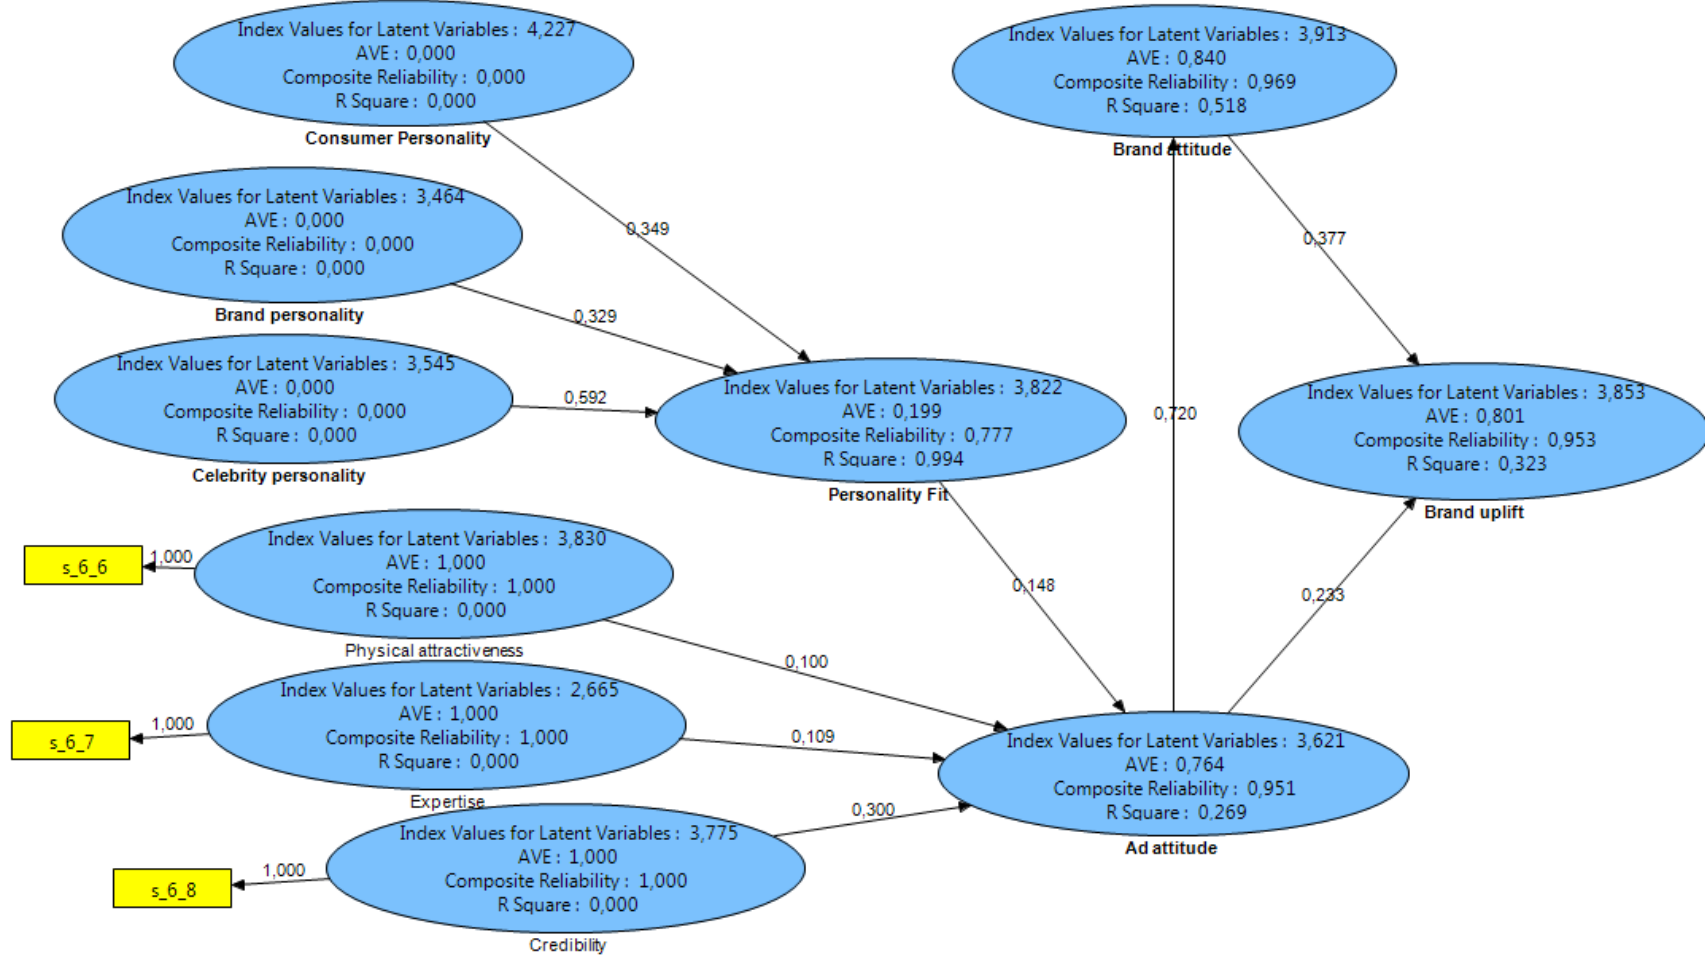 Index Values for Latent Variables : 4,227
AVE : 0,000
Composite Reliability : 0,000
R Square : 0,000
Consumer Personality
Index Values for Latent Variables : 3,913
AVE : 0,840
Composite Reliability : 0,969
R Square : 0,518
Brand attitude
Index Values for Latent Variables : 3,464
AVE : 0,000
Composite Reliability : 0,000
R Square : 0,000
Brand personality
0,349
0,377
0,329
Index Values for Latent Variables : 3,545
AVE : 0,000
Composite Reliability : 0,000
R Square : 0,000
Celebrity personality
0,592
Index Values for Latent Variables : 3,822
AVE : 0,199
Composite Reliability : 0,777
R Square : 0,994
Personality Fit
0,720
Index Values for Latent Variables : 3,853
AVE : 0,801
Composite Reliability : 0,953
R Square : 0,323
Brand uplift
s_6_6
1,000
Index Values for Latent Variables : 3,830
AVE : 1,000
Composite Reliability : 1,000
R Square : 0,000
Physical attractiveness
0,148
0,233
0,100
s_6_7
1,000
Index Values for Latent Variables : 2,665
AVE : 1,000
Composite Reliability : 1,000
R Square : 0,000
Expertise
0,109
0,300
Index Values for Latent Variables : 3,621
AVE : 0,764
Composite Reliability : 0,951
R Square : 0,269
Ad attitude
s_6_8
1,000
Index Values for Latent Variables : 3,775
AVE : 1,000
Composite Reliability : 1,000
R Square : 0,000
Credibility